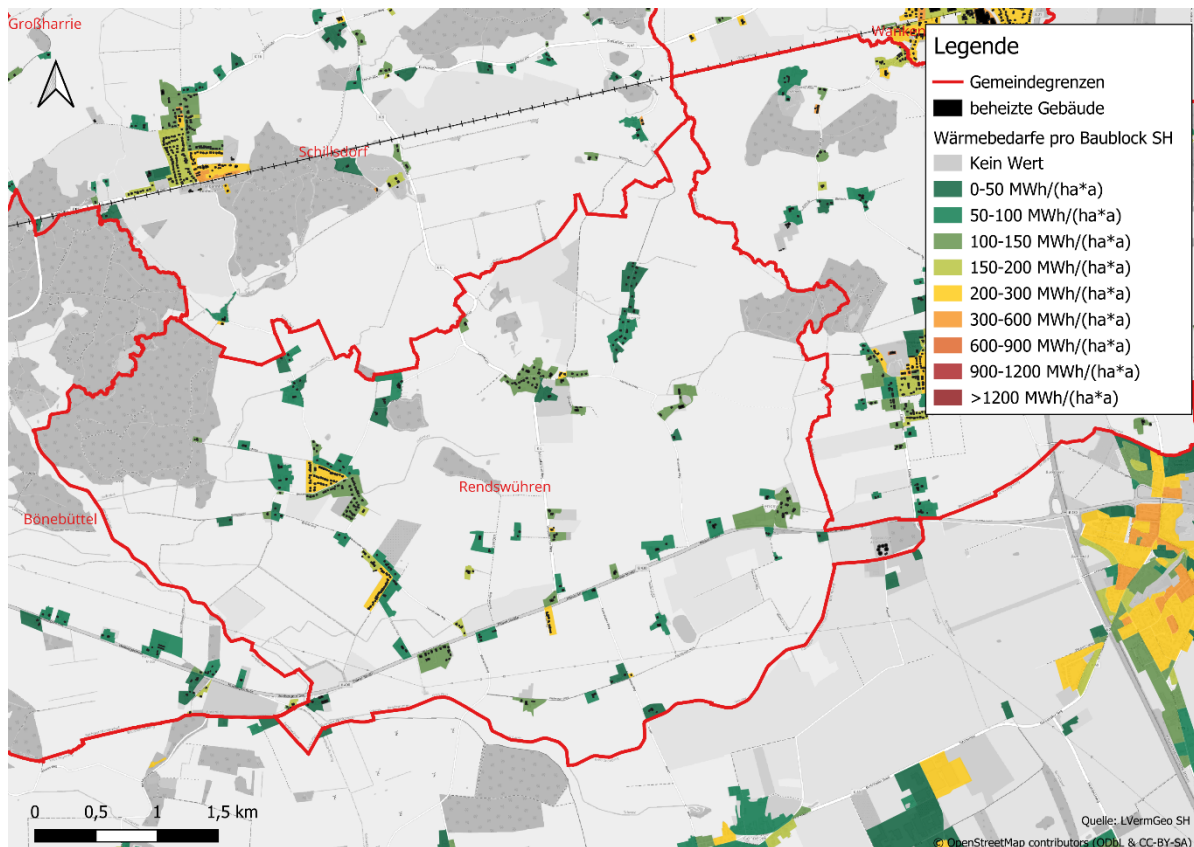 Großharrie
Wanken
Legende
Gemeindegrenzen
beheizte Gebäude
Wärmebedarfe pro Baublock SH
Kein Wert
0-50 MWh/(ha*a)
50-100 MWh/(ha*a)
100-150 MWh/(ha*a)
150-200 MWh/(ha*a)
200-300 MWh/(ha*a)
300-600 MWh/(ha*a)
600-900 MWh/(ha*a)
900-1200 MWh/(ha*a)
>1200 MWh/(ha*a)
Schillsdorf
Rendswühren
Bönebüttel
0 0,5 1 1,5 km
Quelle: LVermGeo SH
© OpenStreetMap contributors (ODbL & CC-BY-SA)